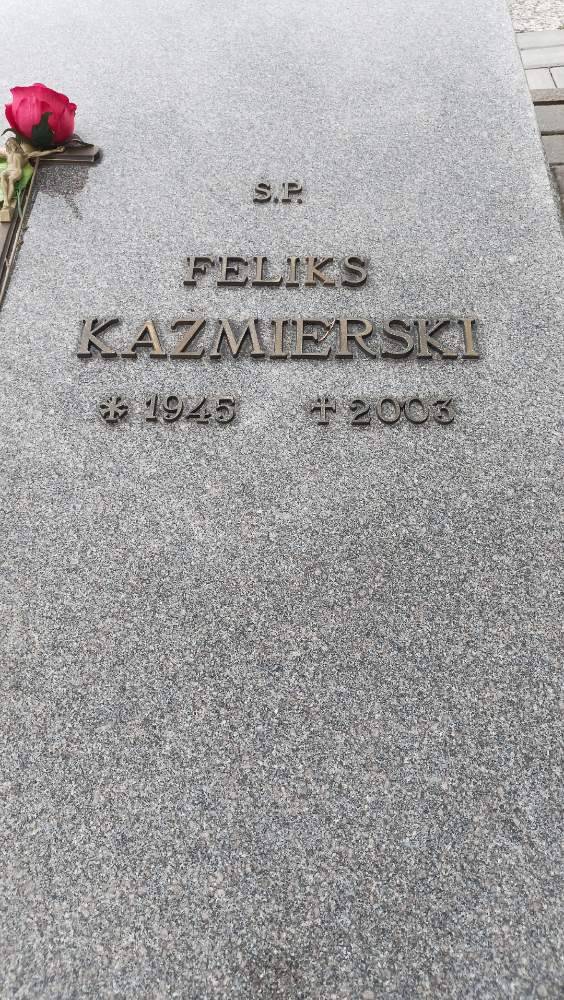 S.P.
FELIKS
KAZMIERSKI
* 1945 ✝ 2003